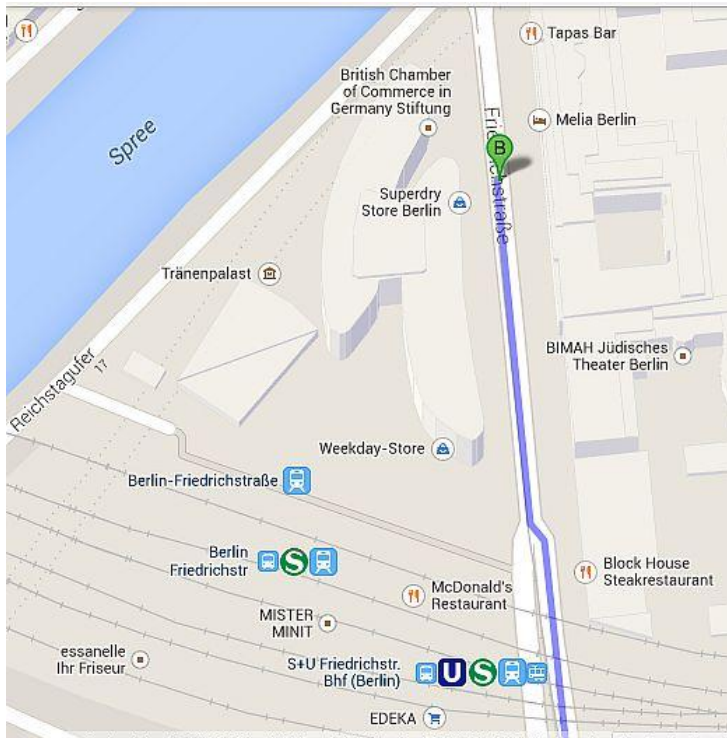 Tapas Bar
British Chamber
of Commerce in
Germany Stiftung
Melia Berlin
Spree
B
Friedrichstraße
Superdry
Store Berlin
Tränenpalast
BIMAH Jüdisches
Theater Berlin
Reichstagufer
17
Weekday-Store
Berlin-Friedrichstraße
Berlin
Friedrichstr
S
McDonald's
Restaurant
Block House
Steakrestaurant
MISTER
MINIT
essanelle
Ihr Friseur
S+U Friedrichstr.
Bhf (Berlin)
U S
EDEKA